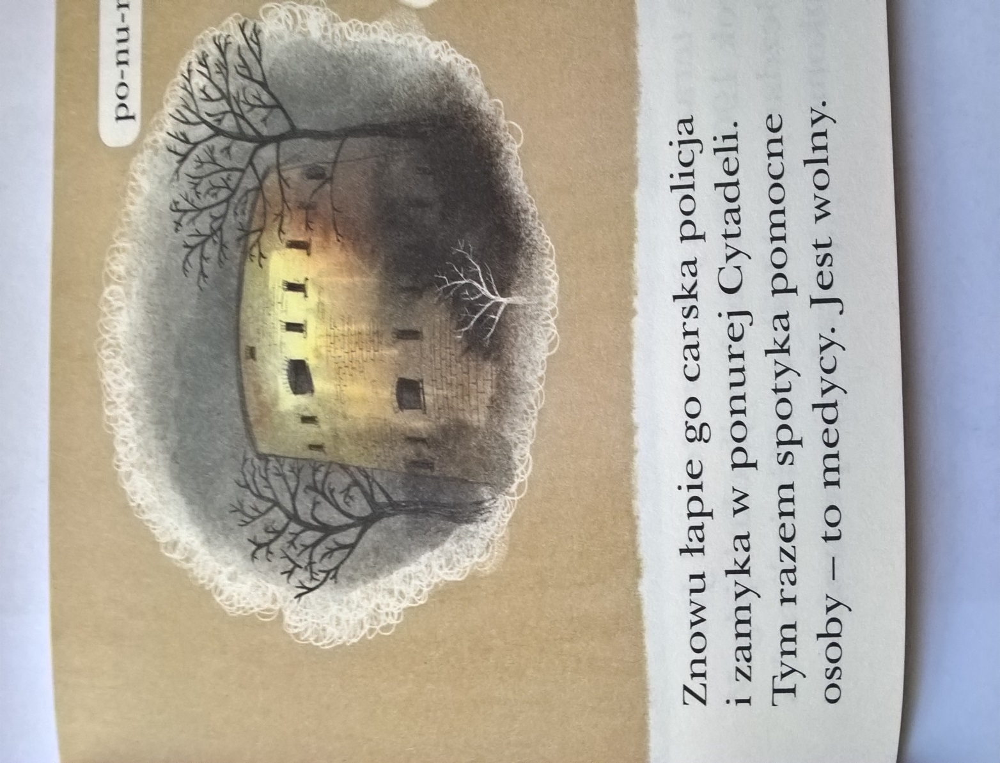 po-nu-r
Znowu łapie go carska policja
i zamyka w ponurej Cytadeli.
Tym razem spotyka pomocne
osoby – to medycy. Jest wolny.